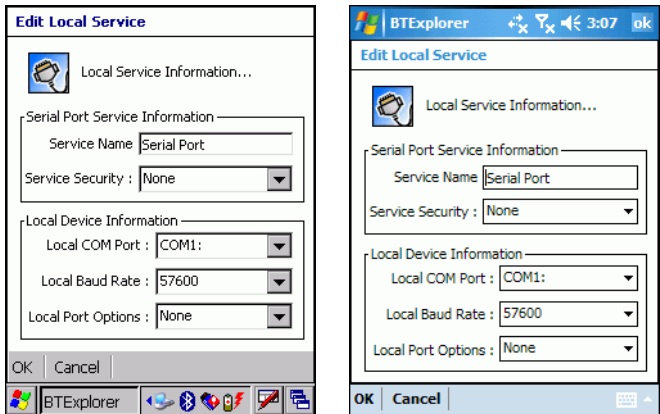 Edit Local Service
Local Service Information...
Serial Port Service Information
Service Name Serial Port
Service Security : None
Local Device Information
Local COM Port : COM1:
Local Baud Rate : 57600
Local Port Options : None
OK Cancel
BTExplorer
BTExplorer 3:07 ok
Edit Local Service
Local Service Information...
Serial Port Service Information
Service Name Serial Port
Service Security : None
Local Device Information
Local COM Port : COM1:
Local Baud Rate : 57600
Local Port Options : None
OK Cancel